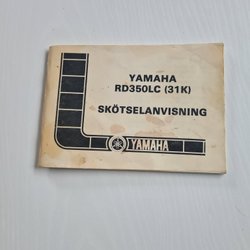 YAMAHA
RD350LC (31K)
SKÖTSELANVISNING
YAMAHA